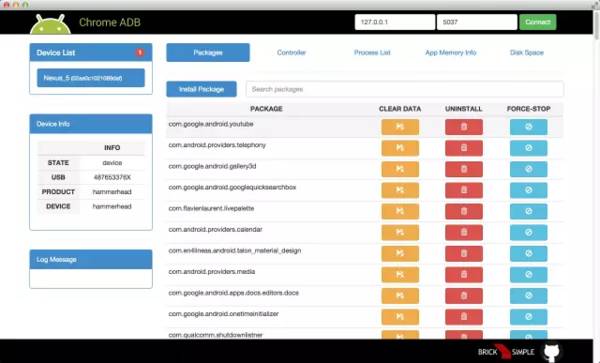 Chrome ADB
127.0.0.1
5037
Connect
Device List
1
Nexus_5
Packages
Controller
Process List
App Memory Info
Disk Space
Install Package
Search packages
PACKAGE
CLEAR DATA
UNINSTALL
FORCE-STOP
com.google.android.youtube
com.android.providers.telephony
com.google.android.gallery3d
com.google.android.googlequicksearchbox
com.flavienlaurent.livepalette
com.android.providers.calendar
com.en4liness.android.talon_material_design
com.android.providers.media
com.google.android.apps.docs.editors.docs
com.google.android.onetimeinitializer
com.qualcomm.shutdownlistner
Device Info
INFO
STATE
device
USB
487653376X
PRODUCT
hammerhead
DEVICE
hammerhead
Log Message
BRICK
SIMPLE